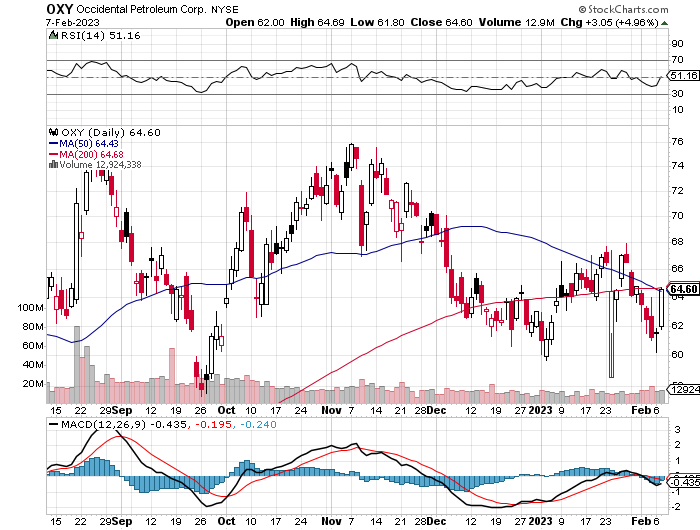 OXY Occidental Petroleum Corp. NYSE © StockCharts.com
7-Feb-2023 Open 62.00 High 64.69 Low 61.80 Close 64.60 Volume 12.9M Chg +3.05 (+4.96%)
RSI(14) 51.16
90
70
51.16
30
10
OXY (Daily) 64.60
MA(50) 64.43
MA(200) 64.68
Volume 12,924,338
76
74
72
70
68
66
64.60
64
62
60
100M
80M
60M
40M
20M
12924
15 22 Sep 12 19 26 Oct 10 17 24 Nov 7 14 21 28 Dec 12 19 27 2023 9 17 23 Feb 6
MACD(12,26,9) -0.435, -0.195, -0.240
3
2
1
-0.435
-2
15 22 Sep 12 19 26 Oct 10 17 24 Nov 7 14 21 28 Dec 12 19 27 2023 9 17 23 Feb 6